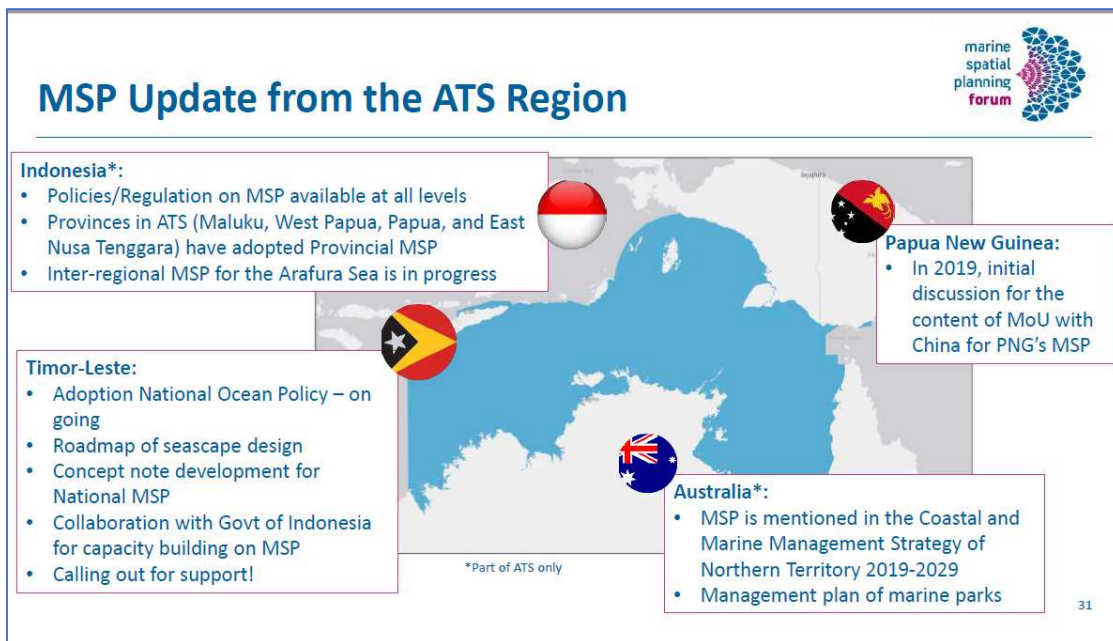 marine
spatial
planning
forum
MSP Update from the ATS Region
Indonesia*:
• Policies/Regulation on MSP available at all levels
• Provinces in ATS (Maluku, West Papua, Papua, and East
Nusa Tenggara) have adopted Provincial MSP
• Inter-regional MSP for the Arafura Sea is in progress
Papua New Guinea:
• In 2019, initial
discussion for the
content of MoU with
China for PNG's MSP
Timor-Leste:
• Adoption National Ocean Policy – on
going
• Roadmap of seascape design
• Concept note development for
National MSP
• Collaboration with Govt of Indonesia
for capacity building on MSP
• Calling out for support!
*Part of ATS only
Australia*:
• MSP is mentioned in the Coastal and
Marine Management Strategy of
Northern Territory 2019-2029
• Management plan of marine parks
31